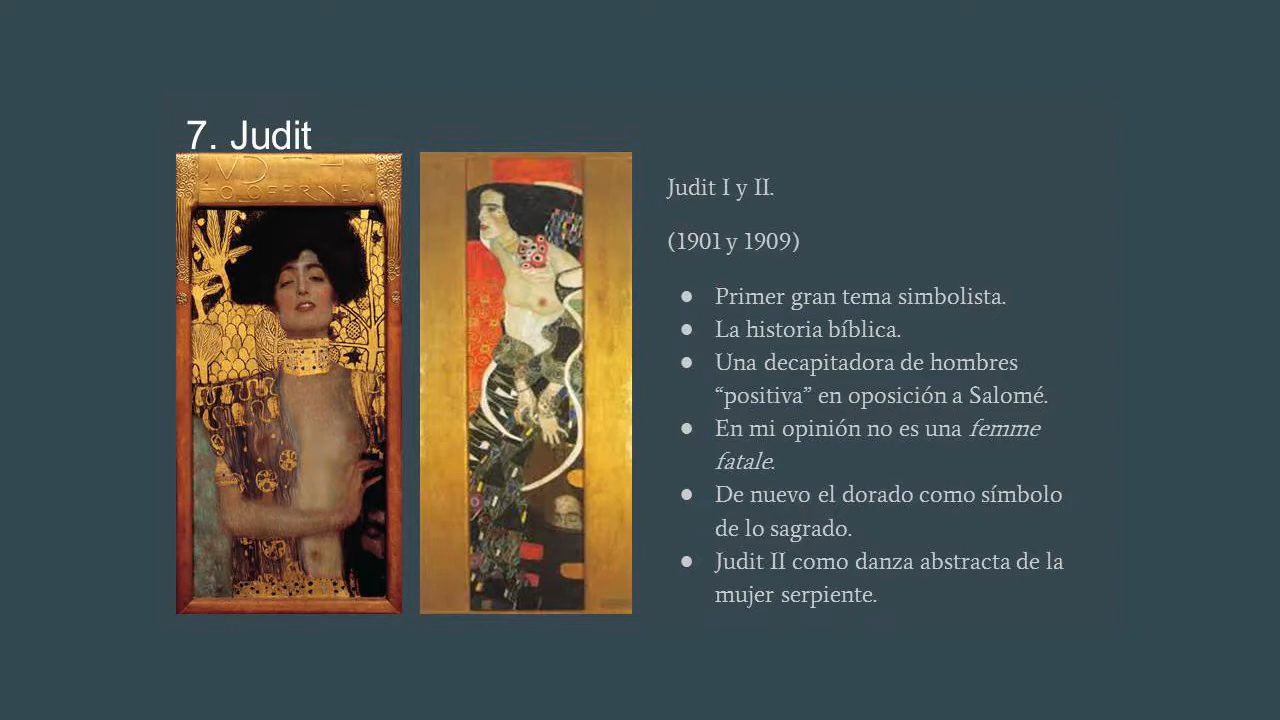 7. Judit
JUDITH
HOLOFERNES
Judit I y II.
(1901 y 1909)
● Primer gran tema simbolista.
● La historia bíblica.
● Una decapitadora de hombres
“positiva” en oposición a Salomé.
● En mi opinión no es una femme
fatale.
● De nuevo el dorado como símbolo
de lo sagrado.
● Judit II como danza abstracta de la
mujer serpiente.